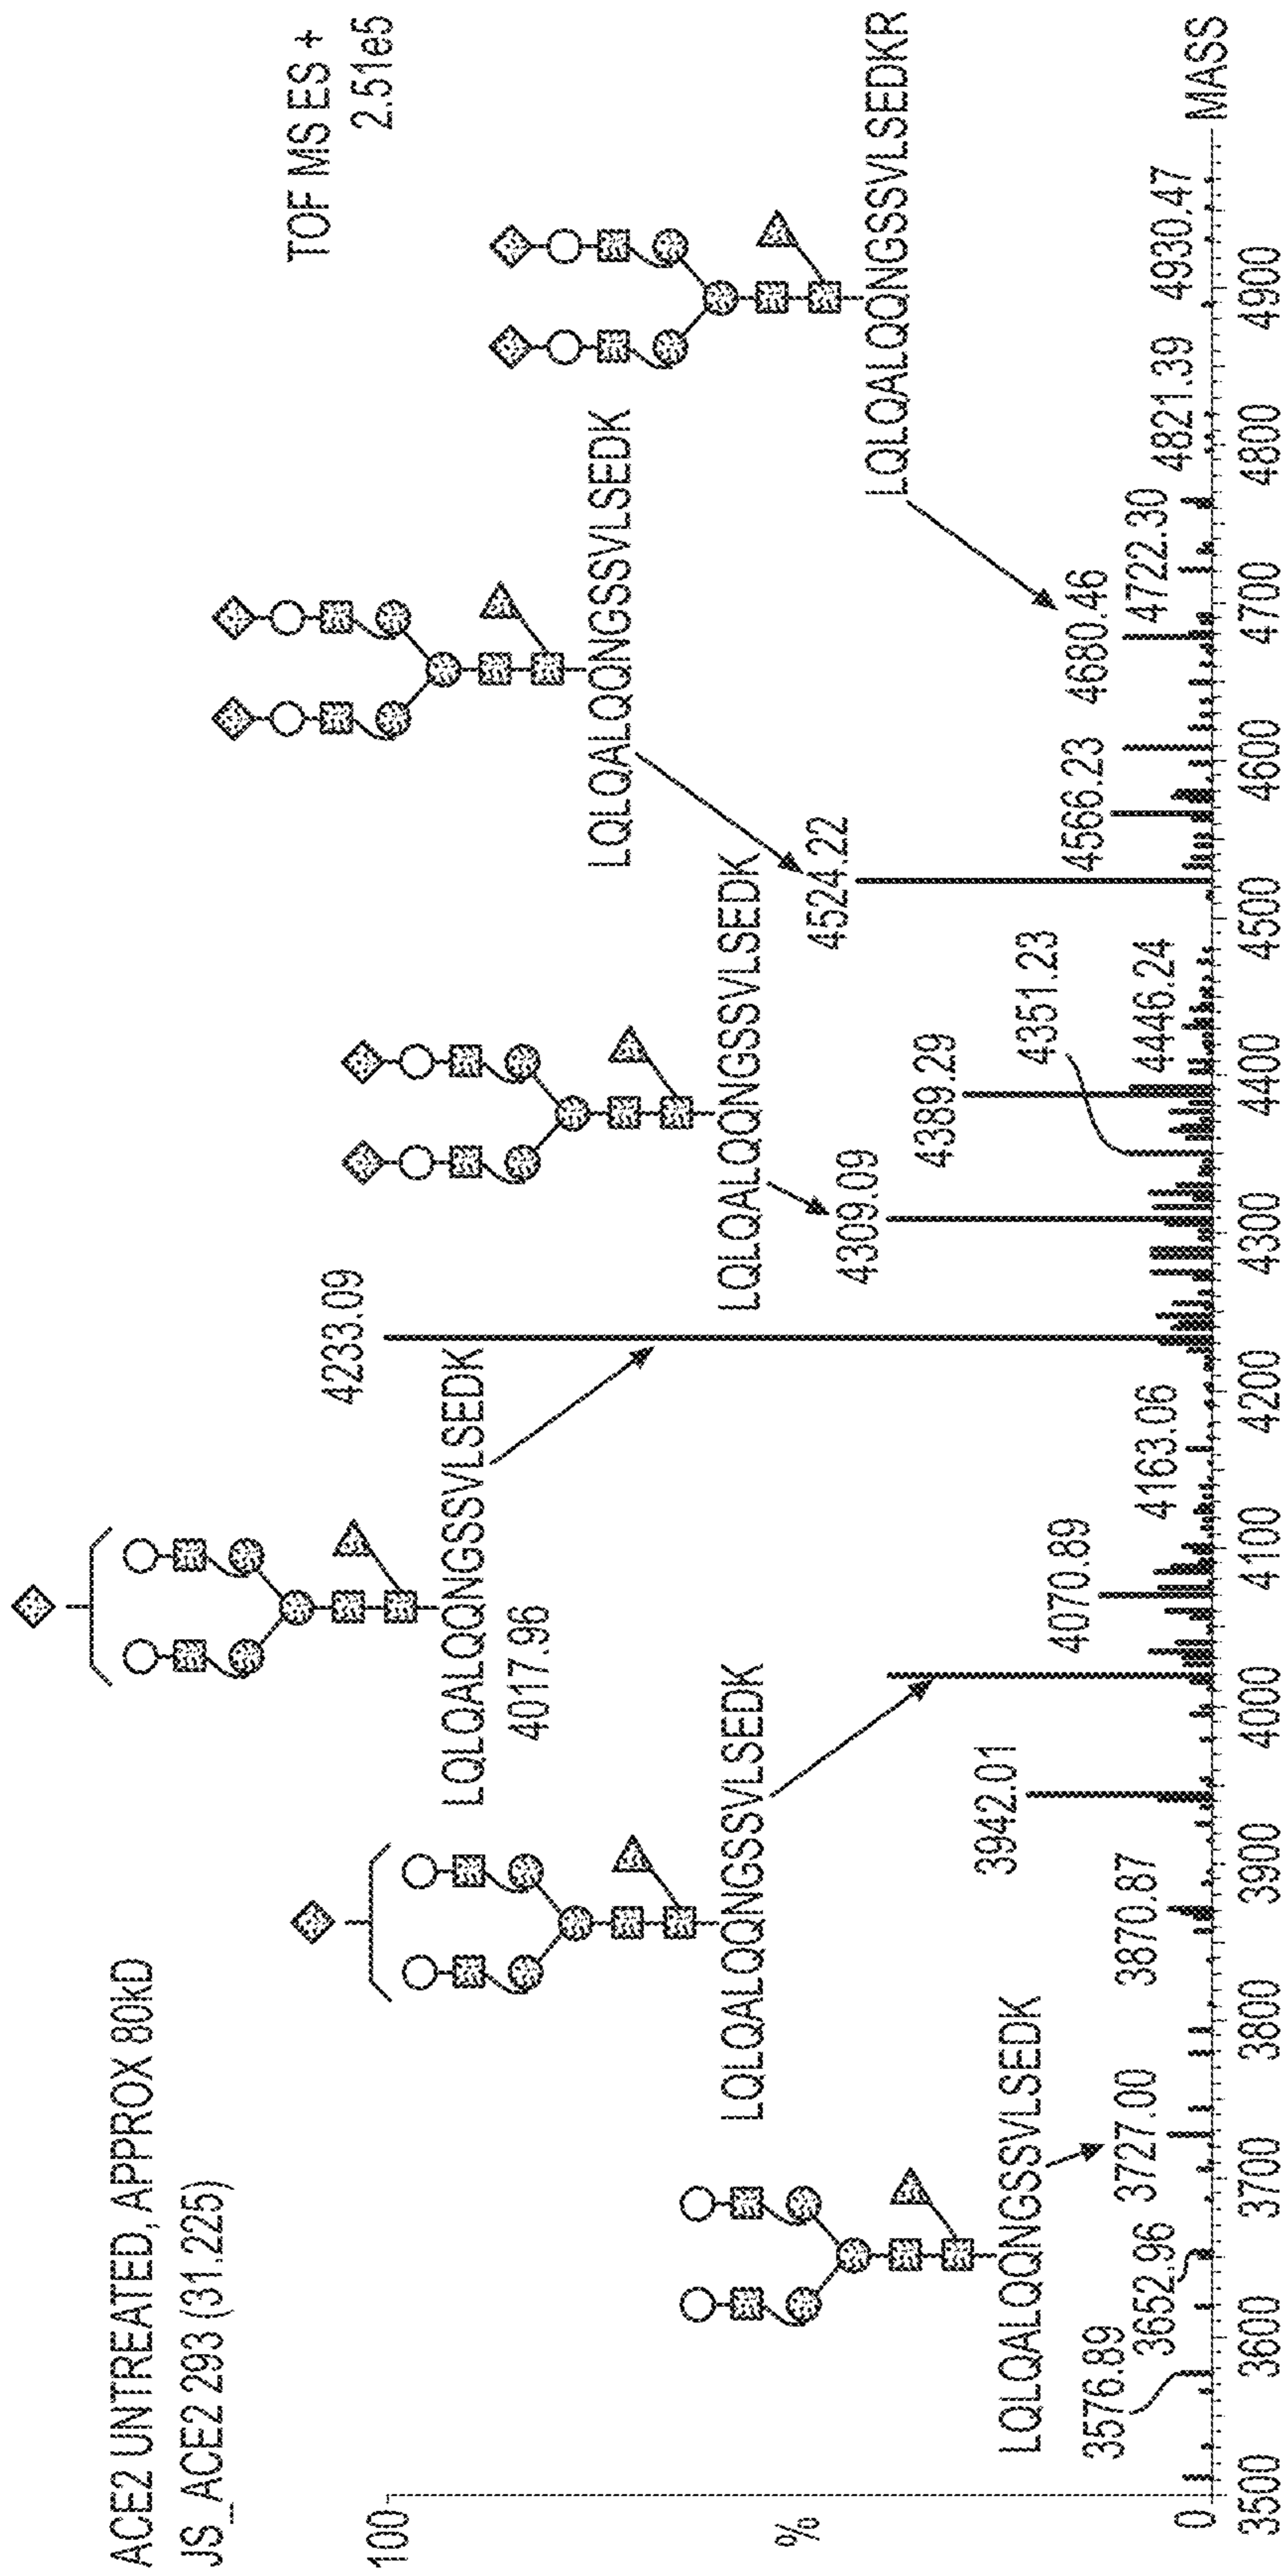 ACE2 UNTREATED, APPROX 80kD
JS_ACE2 293 (31.225)
TOF MS ES +
2.51e5
100
%
0
LQLQALQQNGSSVLSEDK
LQLQALQQNGSSVLSEDK
LQLQALQQNGSSVLSEDK
4017.96
LQLQALQQNGSSVLSEDK
LQLQALQQNGSSVLSEDK
LQLQALQQNGSSVLSEDKR
3576.89
3652.96
3727.00
3870.87
3942.01
4070.89
4163.06
4233.09
4309.09
4389.29
4351.23
4446.24
4524.22
4566.23
4680.46
4722.30
4821.39
4930.47
3500 3600 3700 3800 3900 4000 4100 4200 4300 4400 4500 4600 4700 4800 4900
MASS